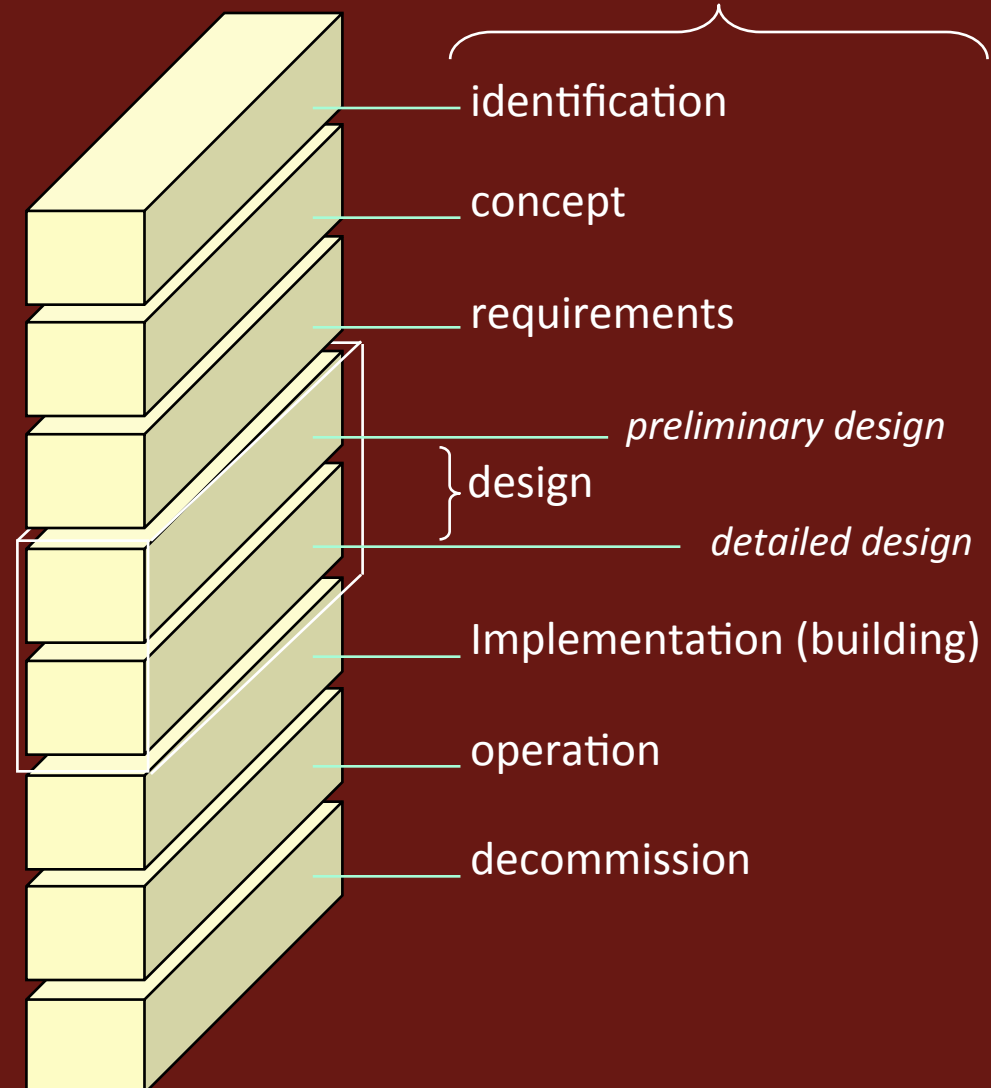 identification
concept
requirements
preliminary design
design
detailed design
Implementation (building)
operation
decommission